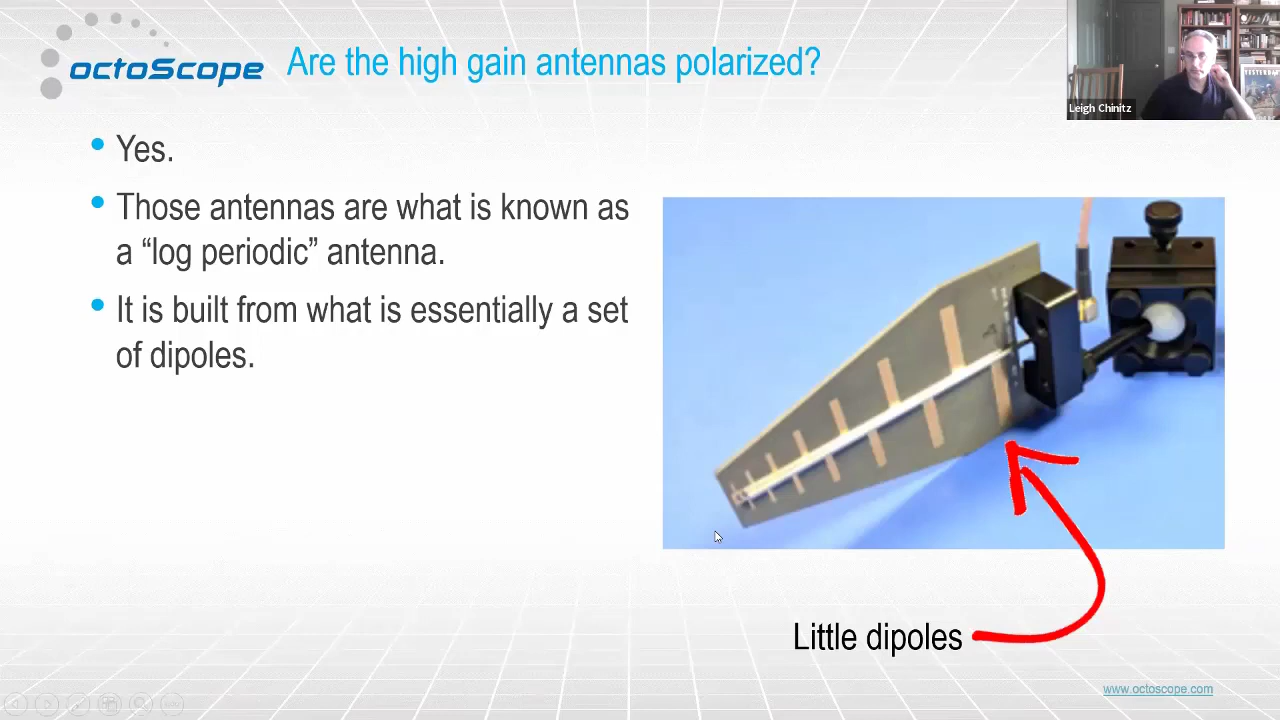 octoScope
Are the high gain antennas polarized?
Leigh Chinitz
• Yes.
• Those antennas are what is known as
a “log periodic” antenna.
• It is built from what is essentially a set
of dipoles.
Little dipoles
www.octoscope.com